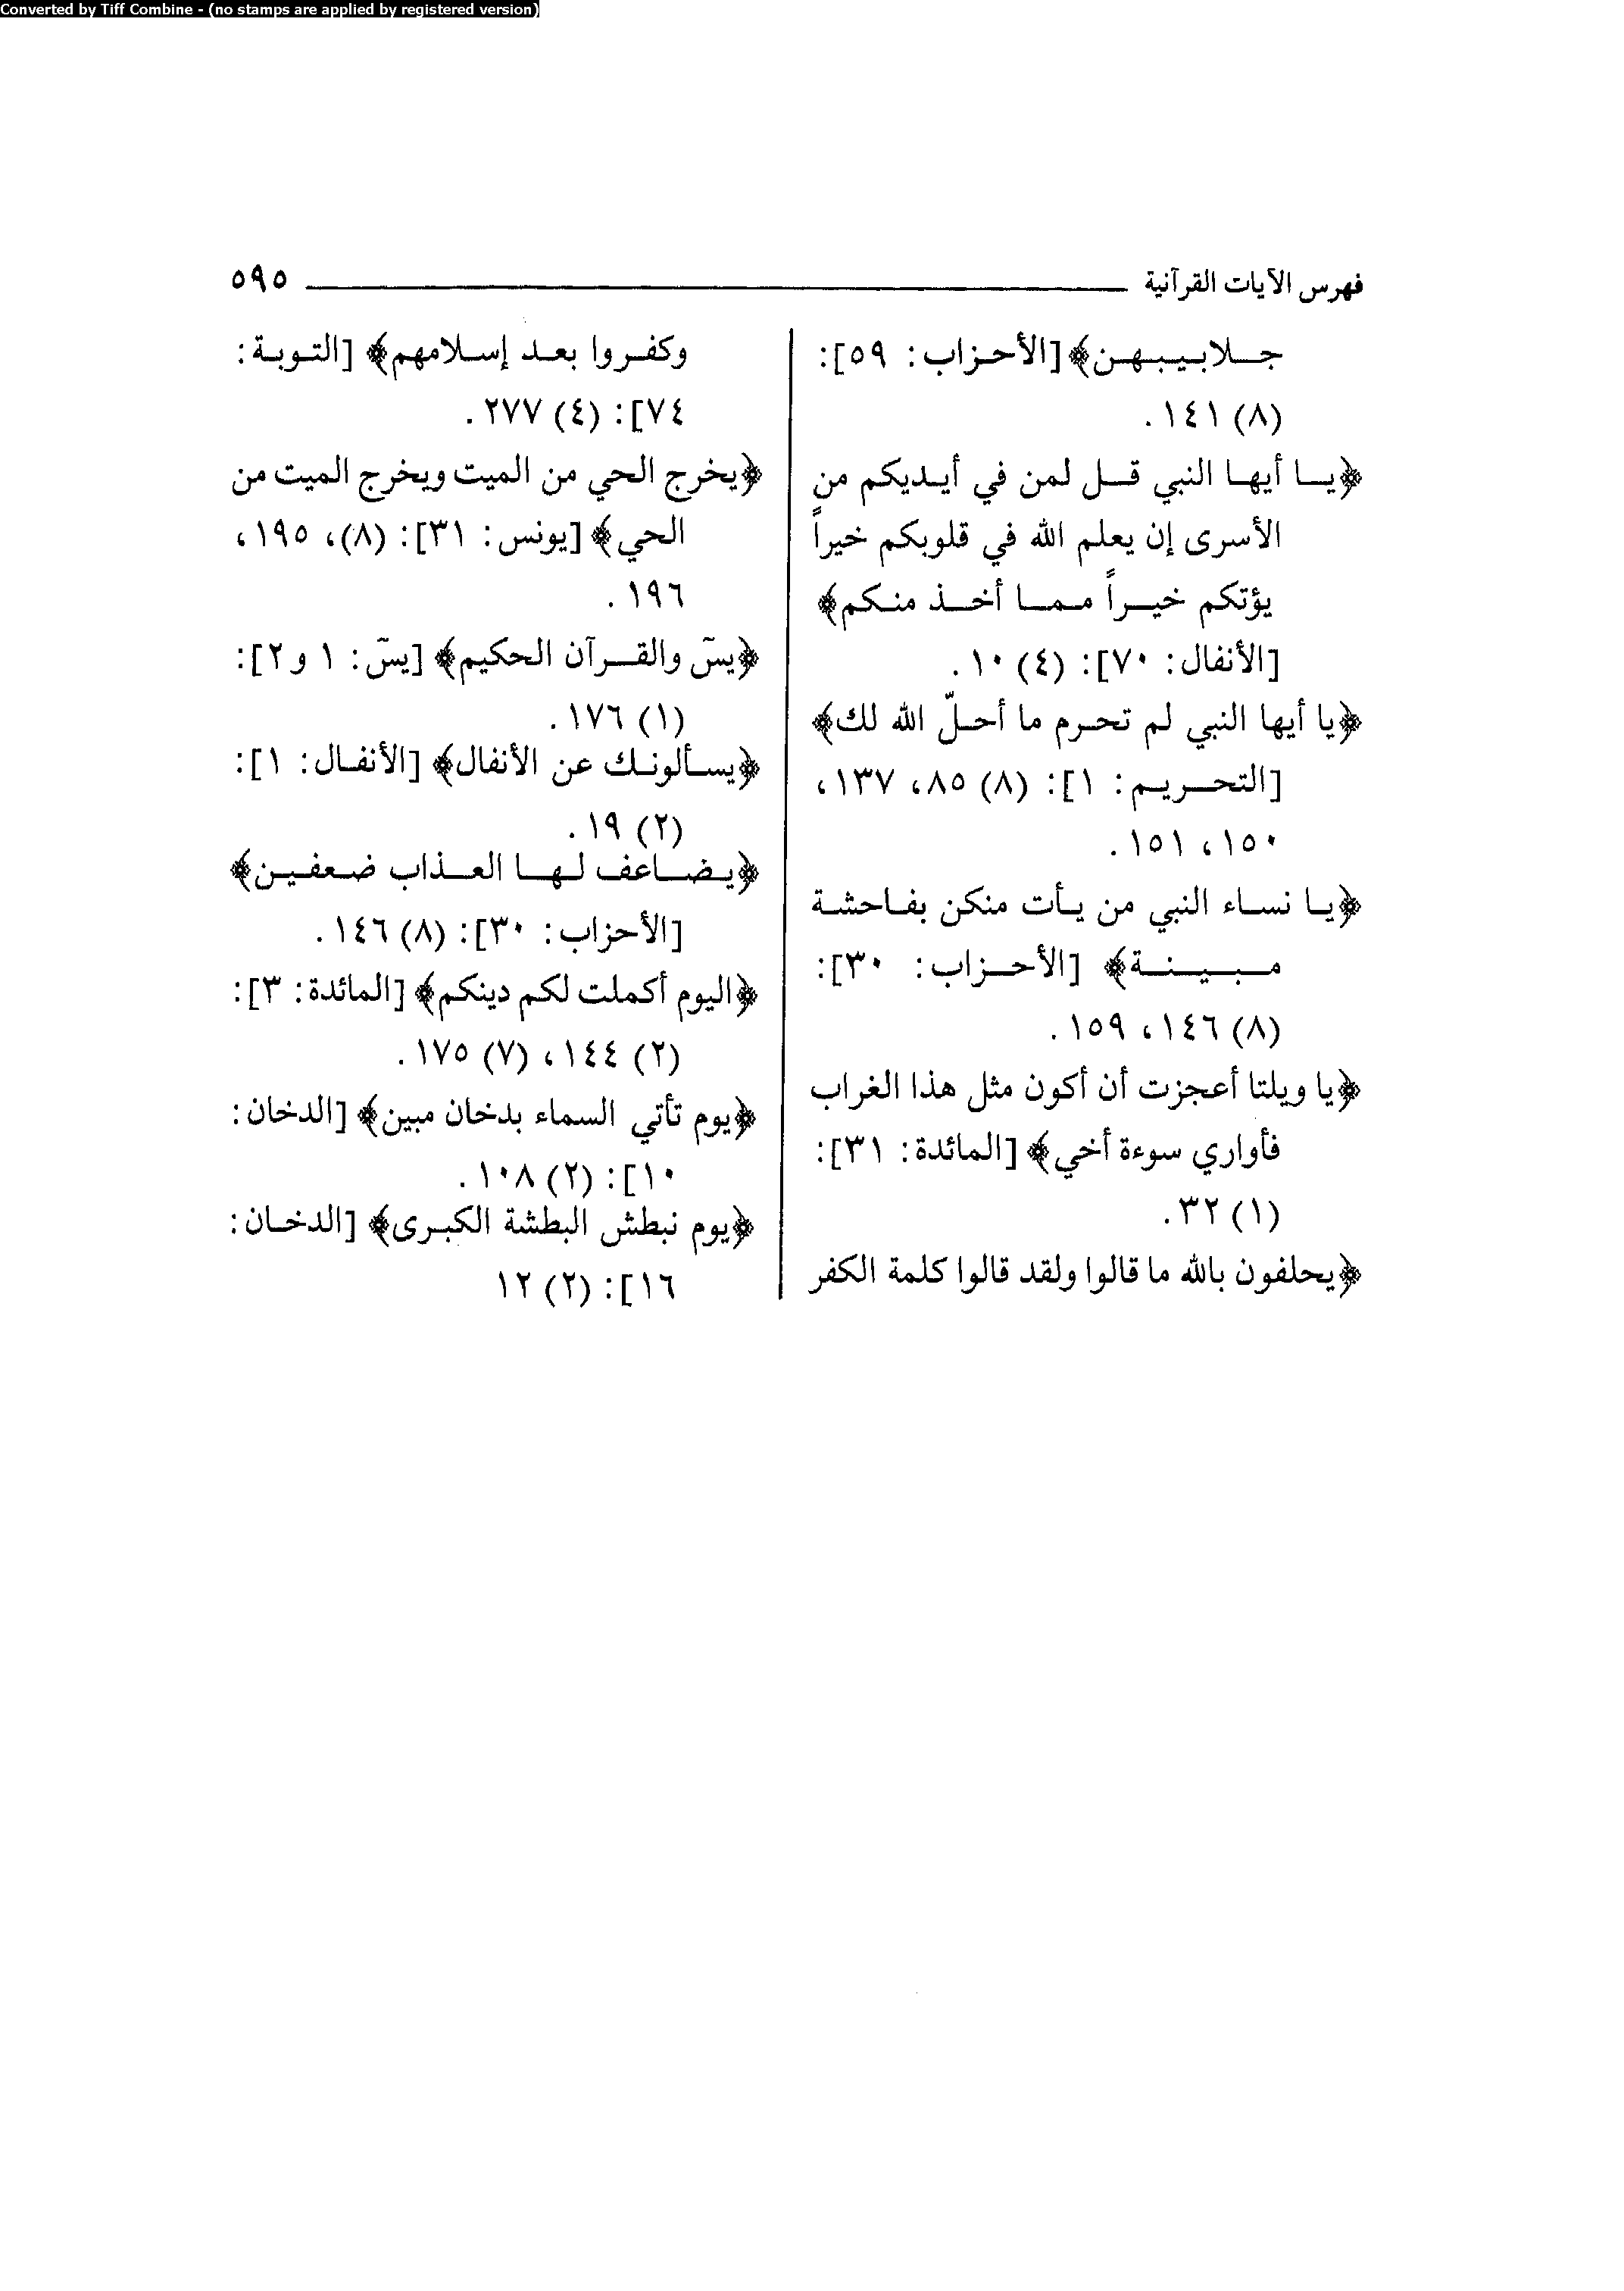 Converted by Tiff Combine - (no stamps are applied by registered version)
فهرس الآيات القرآنية ٥٩٥
جلابيبهن﴾ [الأحزاب: ٥٩]:
(٨) ١٤١.
﴿يا أيها النبي قل لمن في أيديكم من
الأسرى إن يعلم الله في قلوبكم خيراً
يؤتكم خيراً مما أخذ منكم﴾
[الأنفال: ٧٠]: (٤) ١٠.
﴿يا أيها النبي لم تحرم ما أحلّ الله لك﴾
[التحريم: ١]: (٨) ٨٥، ١٣٧،
١٥٠، ١٥١.
﴿يا نساء النبي من يأت منكن بفاحشة
مبينة﴾ [الأحزاب: ٣٠]:
(٨) ١٤٦، ١٥٩.
﴿يا ويلتا أعجزت أن أكون مثل هذا الغراب
فأواري سوءة أخي﴾ [المائدة: ٣١]:
(١) ٣٢.
﴿يحلفون بالله ما قالوا ولقد قالوا كلمة الكفر
وكفروا بعد إسلامهم﴾ [التوبة:
٧٤]: (٤) ٢٧٧.
﴿يخرج الحي من الميت ويخرج الميت من
الحي﴾ [يونس: ٣١]: (٨)، ١٩٥،
١٩٦.
﴿يسۤ والقرآن الحكيم﴾ [يسۤ: ١ و٢]:
(١) ١٧٦.
﴿يسألونك عن الأنفال﴾ [الأنفال: ١]:
(٢) ١٩.
﴿يضاعف لها العذاب ضعفين﴾
[الأحزاب: ٣٠]: (٨) ١٤٦.
﴿اليوم أكملت لكم دينكم﴾ [المائدة: ٣]:
(٢) ١٤٤، (٧) ١٧٥.
﴿يوم تأتي السماء بدخان مبين﴾ [الدخان:
١٠]: (٢) ١٠٨.
﴿يوم نبطش البطشة الكبرى﴾ [الدخان:
١٦]: (٢) ١٢